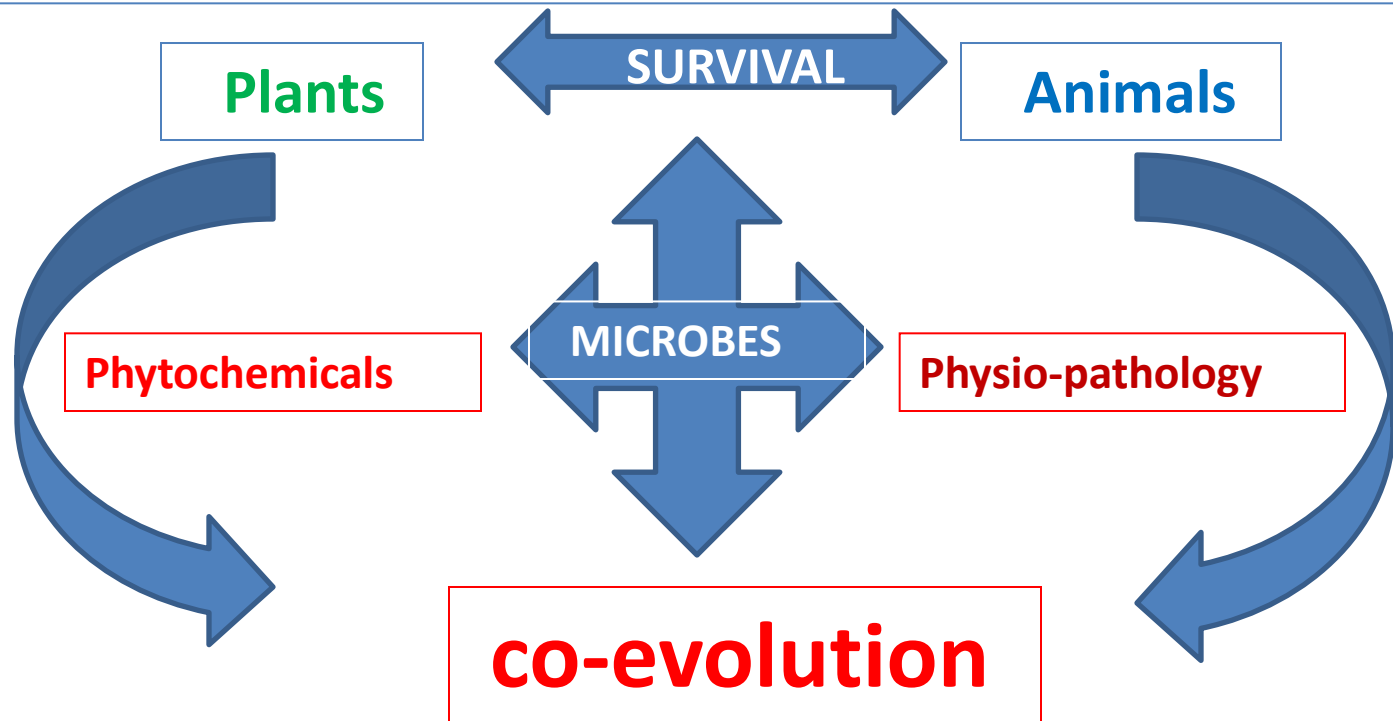 Plants
SURVIVAL
Animals
MICROBES
Phytochemicals
Physio-pathology
co-evolution